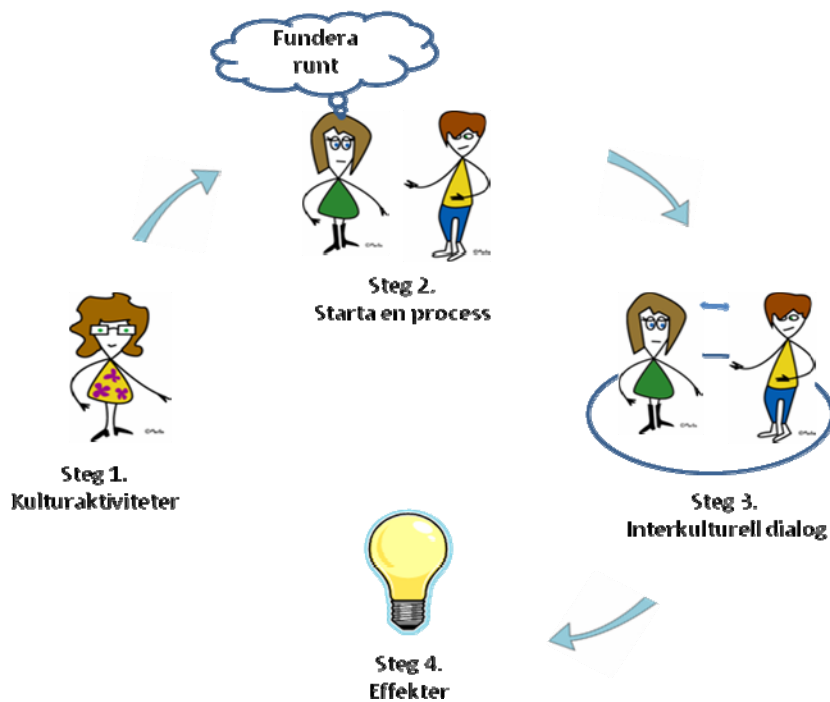 Fundera
runt
Steg 2.
Starta en process
Steg 1.
Kulturaktiviteter
Steg 3.
Interkulturell dialog
Steg 4.
Effekter